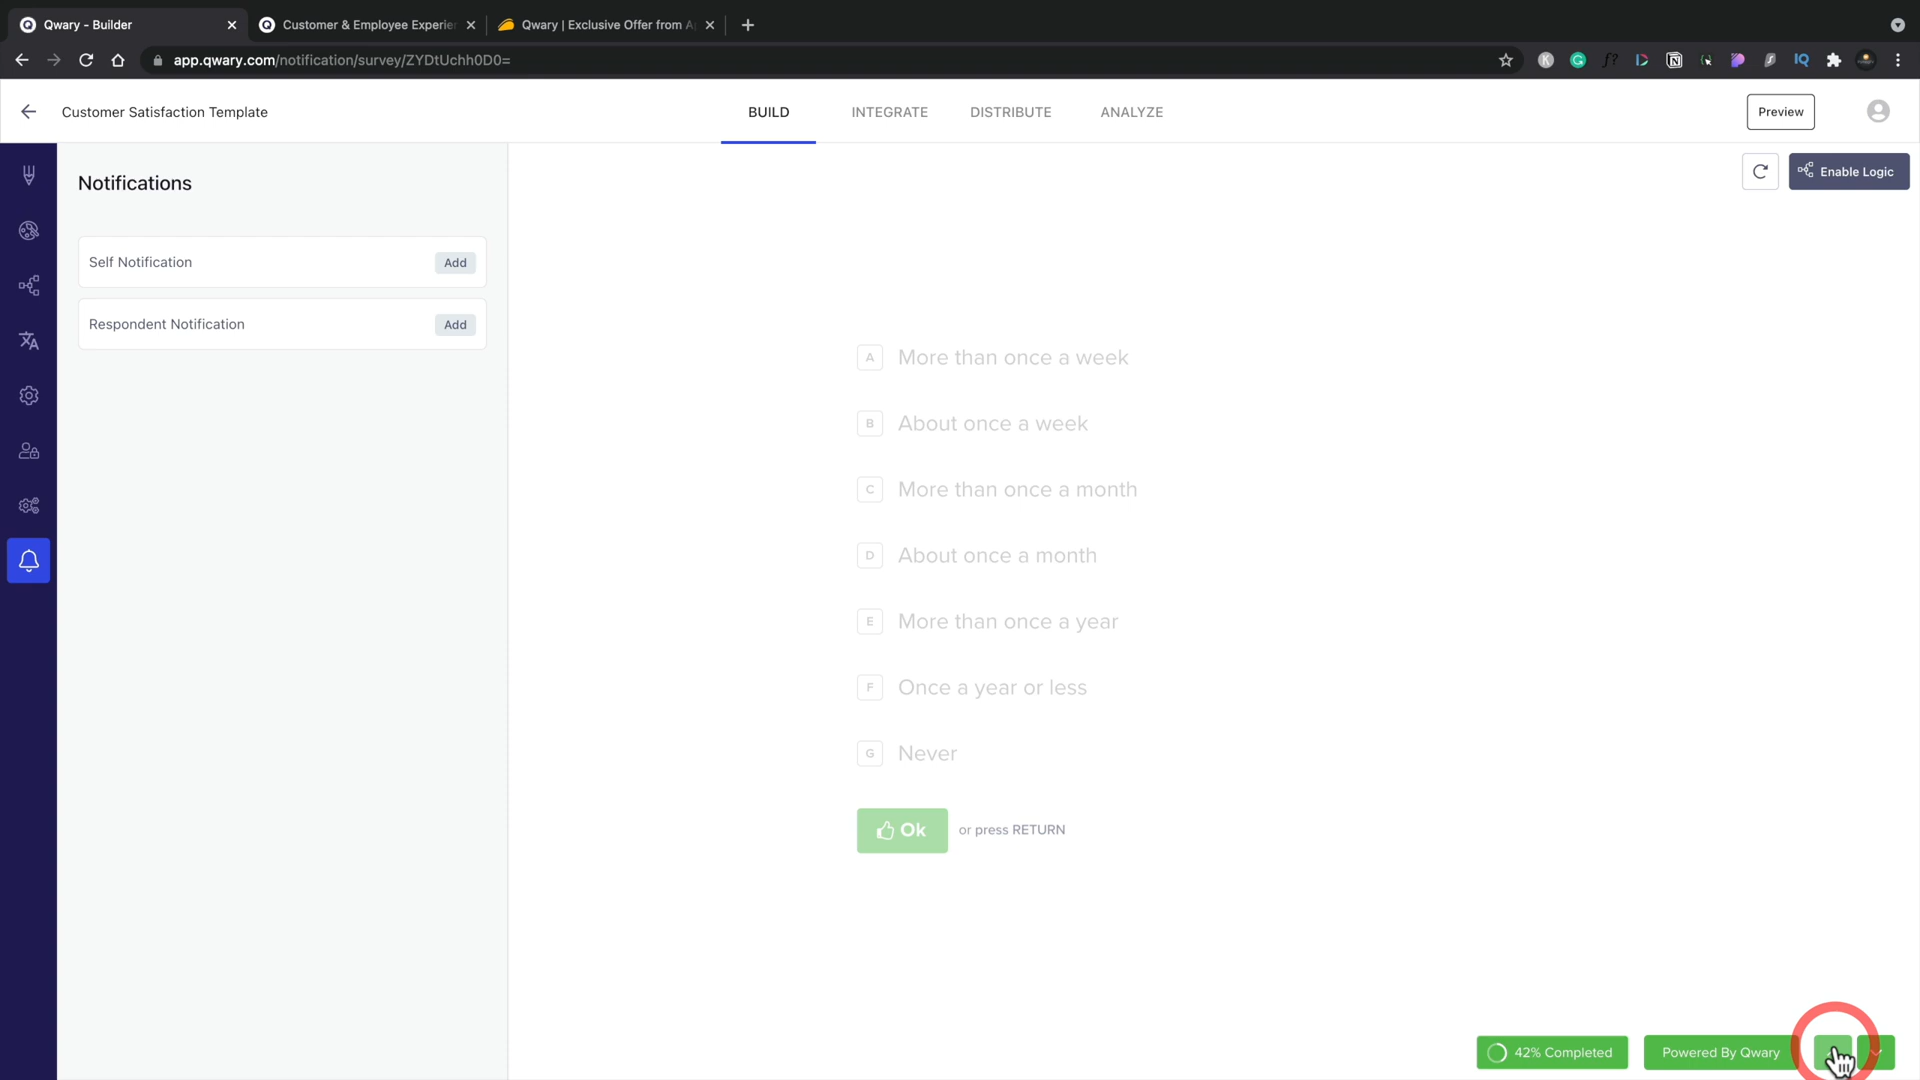 Qwary - Builder
Customer & Employee Experien
Qwary | Exclusive Offer from A
app.qwary.com/notification/survey/ZYDtUchh0D0=
Customer Satisfaction Template
BUILD
INTEGRATE
DISTRIBUTE
ANALYZE
Preview
Notifications
Enable Logic
Self Notification
Add
Respondent Notification
Add
A More than once a week
B About once a week
C More than once a month
D About once a month
E More than once a year
F Once a year or less
G Never
Ok
or press RETURN
42% Completed
Powered By Qwary